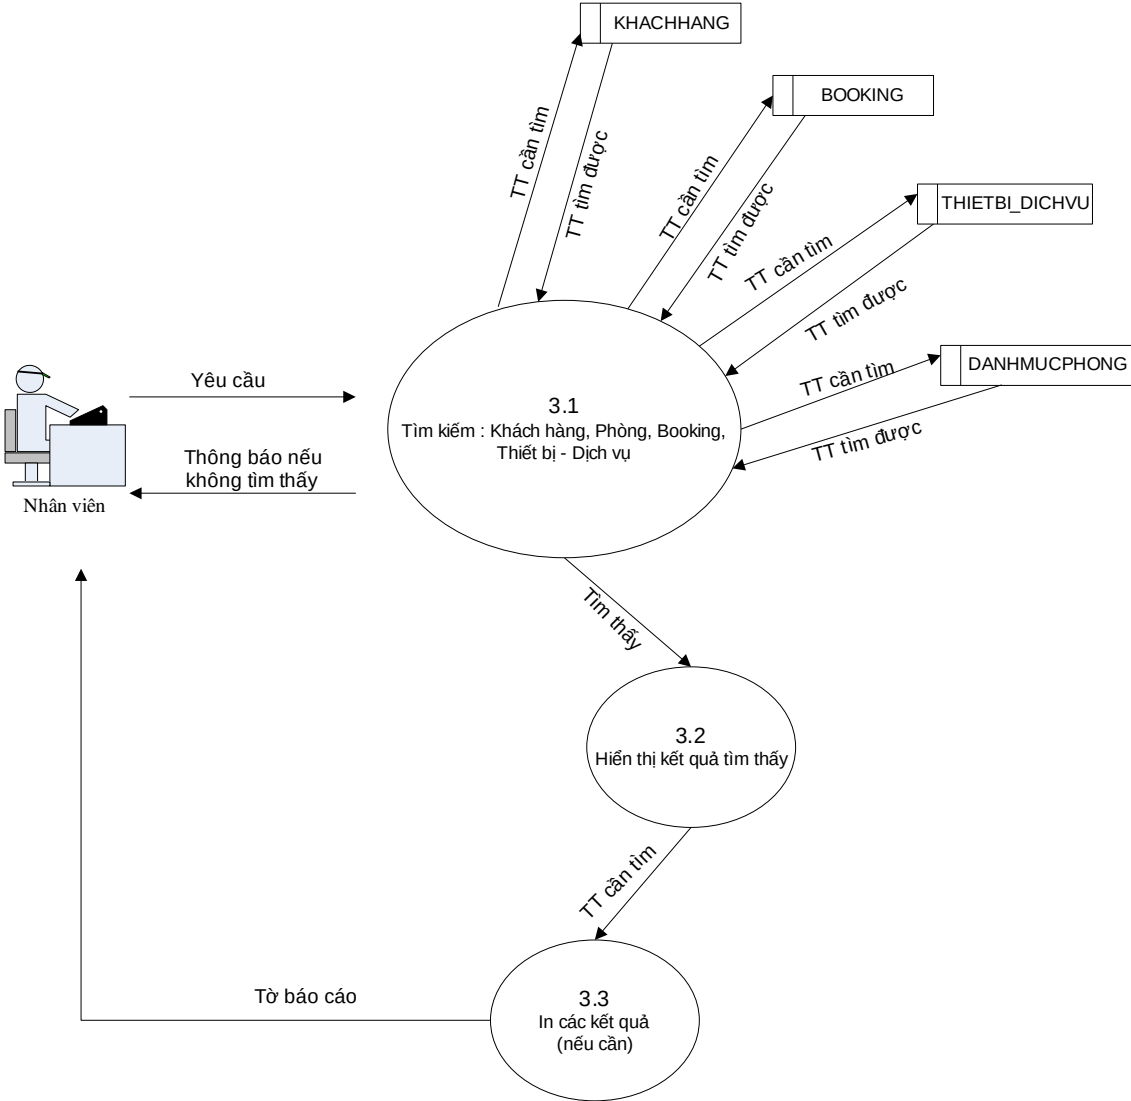 KHACHHANG
BOOKING
THIETBI_DICHVU
DANHMUCPHONG
TT cần tìm
TT tìm được
TT cần tìm
TT tìm được
TT cần tìm
TT tìm được
TT cần tìm
TT tìm được
Yêu cầu
Thông báo nếu
không tìm thấy
Nhân viên
3.1
Tìm kiếm : Khách hàng, Phòng, Booking,
Thiết bị - Dịch vụ
Tìm thấy
3.2
Hiển thị kết quả tìm thấy
TT cần tìm
3.3
In các kết quả
(nếu cần)
Tờ báo cáo